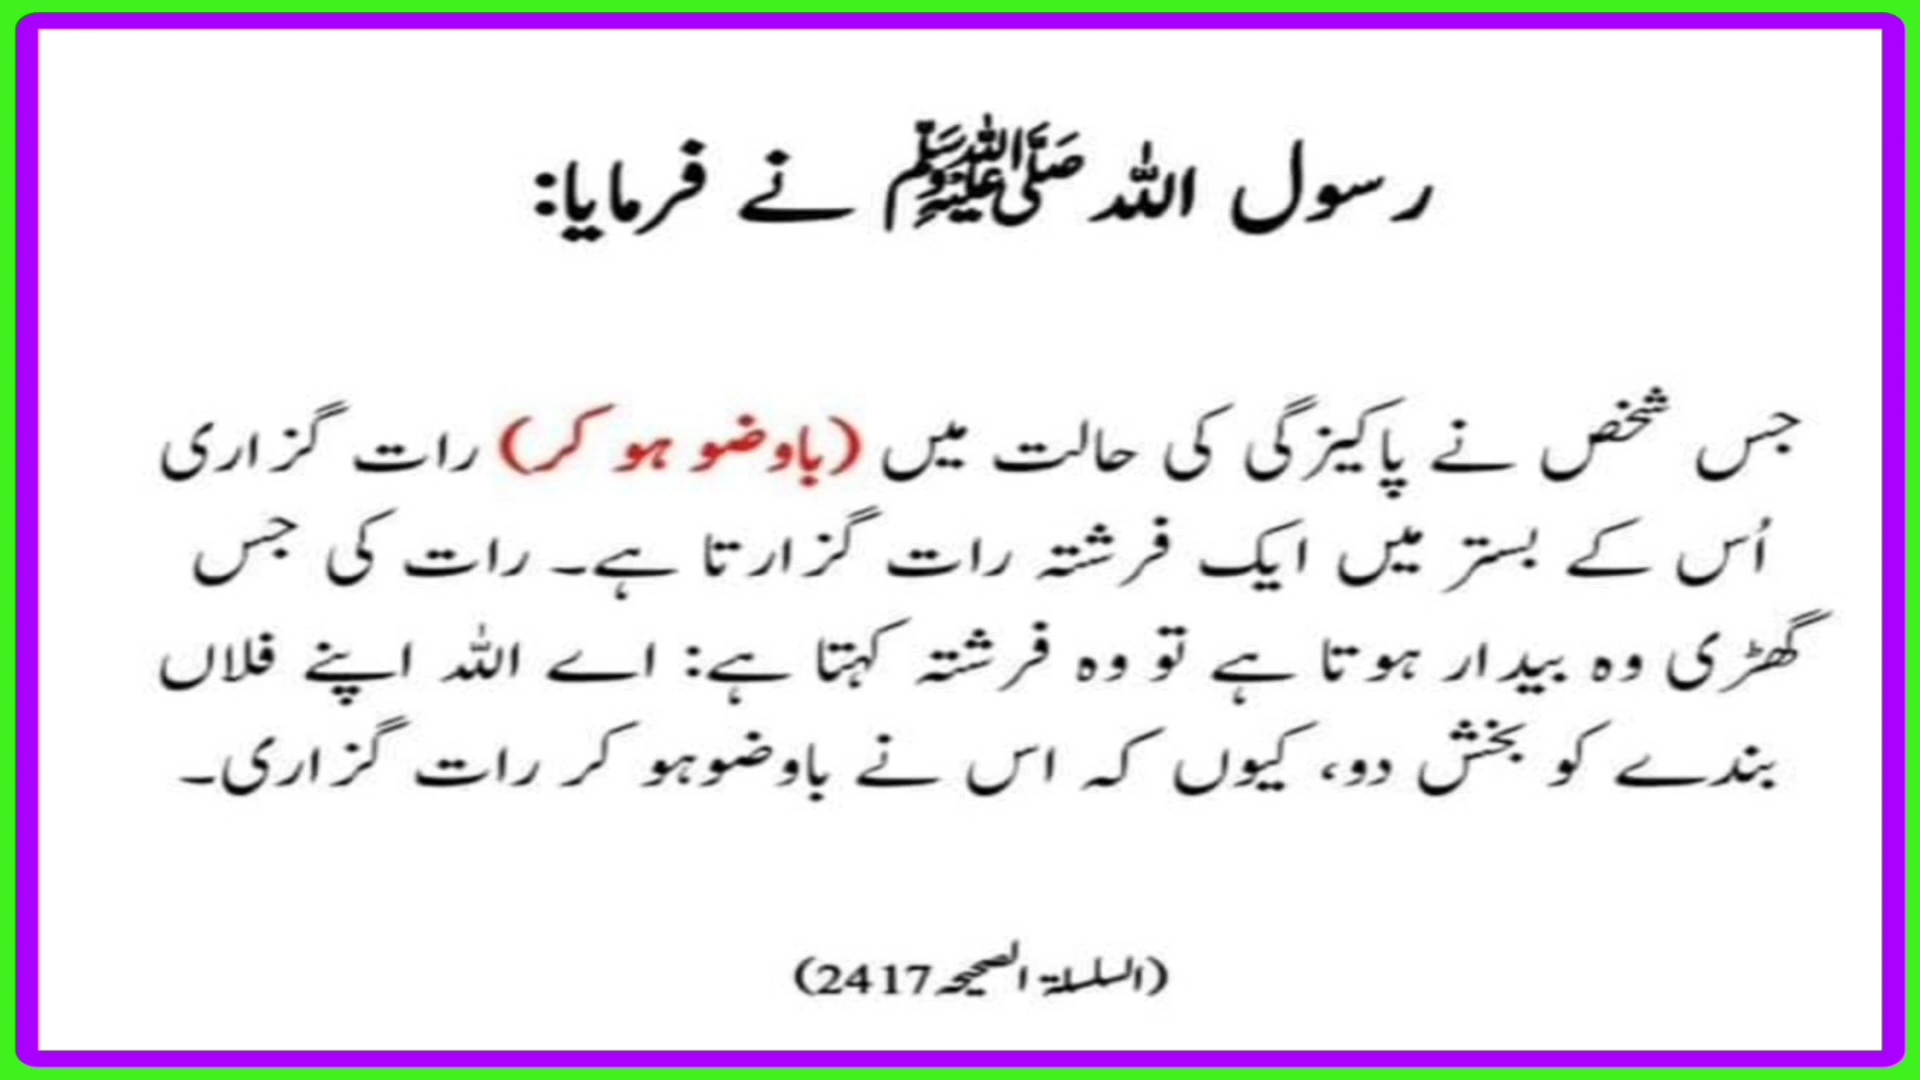 رسول اللہ ﷺ نے فرمایا:
جس شخص نے پاکیزگی کی حالت میں (باوضو ہو کر) رات گزاری
اُس کے بستر میں ایک فرشتہ رات گزارتا ہے۔ رات کی جس
گھڑی وہ بیدار ہوتا ہے تو وہ فرشتہ کہتا ہے: اے اللہ اپنے فلاں
بندے کو بخش دو، کیوں کہ اس نے باوضو ہو کر رات گزاری۔
(السلسلۃ الصحیحہ 2417)